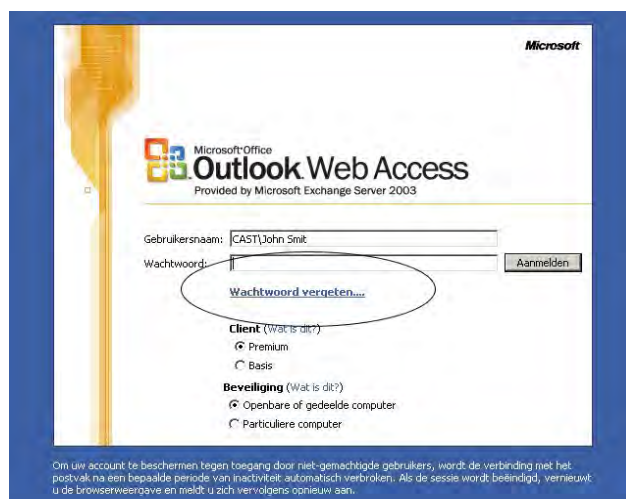 Microsoft
Microsoft Office
Outlook Web Access
Provided by Microsoft Exchange Server 2003
Gebruikersnaam: CAST\John Smit
Wachtwoord: Aanmelden
Wachtwoord vergeten....
Client (Wat is dit?)
Premium
Basis
Beveiliging (Wat is dit?)
Openbare of gedeelde computer
Particuliere computer
Om uw account te beschermen tegen toegang door niet-gemachtigde gebruikers, wordt de verbinding met het
postvak na een bepaalde periode van inactiviteit automatisch verbroken. Als de sessie wordt beëindigd, vernieuwt
u de browserweergave en meldt u zich vervolgens opnieuw aan.